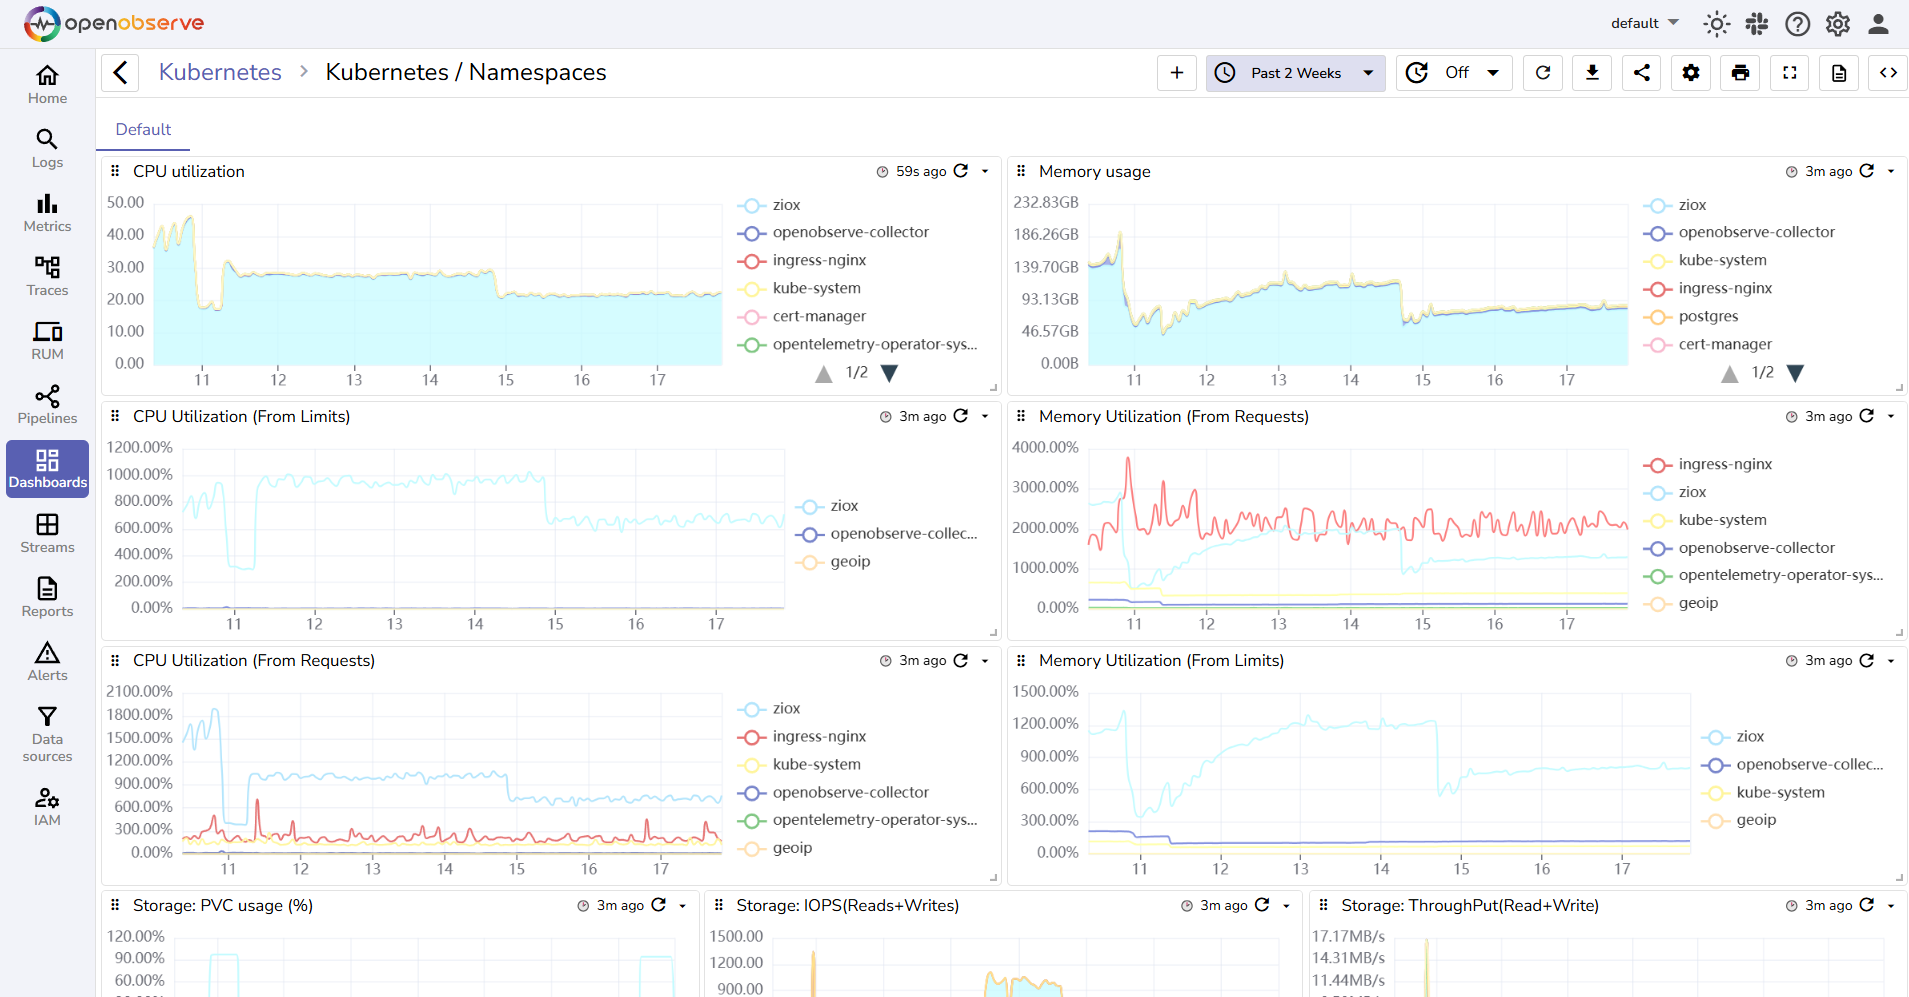 openobserve
default
Home
Logs
Metrics
Traces
RUM
Pipelines
Dashboards
Streams
Reports
Alerts
Data
sources
IAM
Kubernetes > Kubernetes / Namespaces
Past 2 Weeks
Off
Default
CPU utilization
59s ago
50.00
40.00
30.00
20.00
10.00
0.00
11 12 13 14 15 16 17
ziox
openobserve-collector
ingress-nginx
kube-system
cert-manager
opentelemetry-operator-sys...
1/2
Memory usage
3m ago
232.83GB
186.26GB
139.70GB
93.13GB
46.57GB
0.00B
11 12 13 14 15 16 17
ziox
openobserve-collector
kube-system
ingress-nginx
postgres
cert-manager
1/2
CPU Utilization (From Limits)
3m ago
1200.00%
1000.00%
800.00%
600.00%
400.00%
200.00%
0.00%
11 12 13 14 15 16 17
ziox
openobserve-collec...
geoip
Memory Utilization (From Requests)
3m ago
4000.00%
3000.00%
2000.00%
1000.00%
0.00%
11 12 13 14 15 16 17
ingress-nginx
ziox
kube-system
openobserve-collector
opentelemetry-operator-sys...
geoip
CPU Utilization (From Requests)
3m ago
2100.00%
1800.00%
1500.00%
1200.00%
900.00%
600.00%
300.00%
0.00%
11 12 13 14 15 16 17
ziox
ingress-nginx
kube-system
openobserve-collector
opentelemetry-operator-sys...
geoip
Memory Utilization (From Limits)
3m ago
1500.00%
1200.00%
900.00%
600.00%
300.00%
0.00%
11 12 13 14 15 16 17
ziox
openobserve-collec...
kube-system
geoip
Storage: PVC usage (%)
3m ago
120.00%
90.00%
60.00%
Storage: IOPS(Reads+Writes)
3m ago
1500.00
1200.00
900.00
Storage: ThroughPut(Read+Write)
3m ago
17.17MB/s
14.31MB/s
11.44MB/s